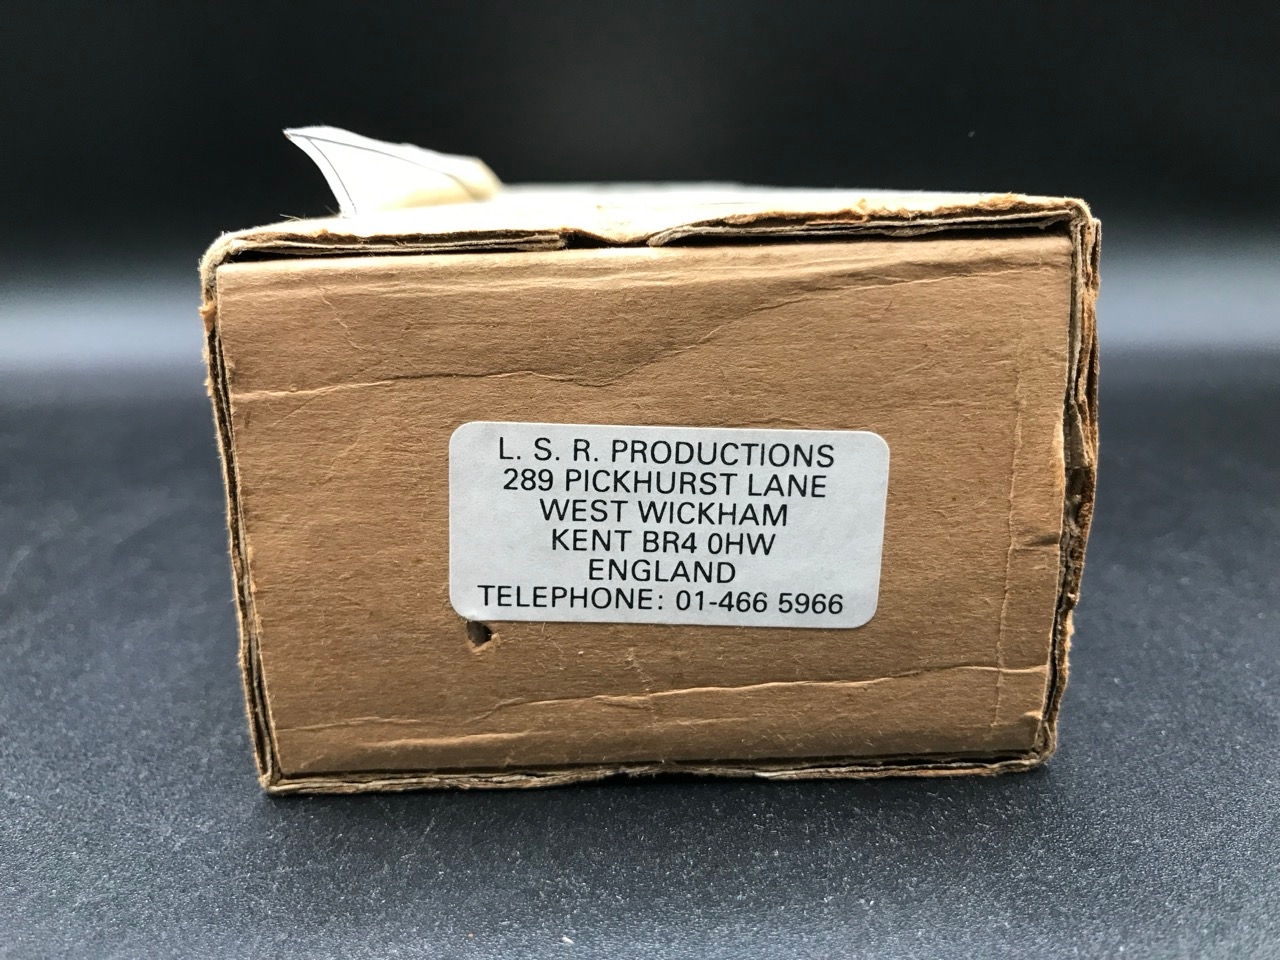 L. S. R. PRODUCTIONS
289 PICKHURST LANE
WEST WICKHAM
KENT BR4 0HW
ENGLAND
TELEPHONE: 01-466 5966